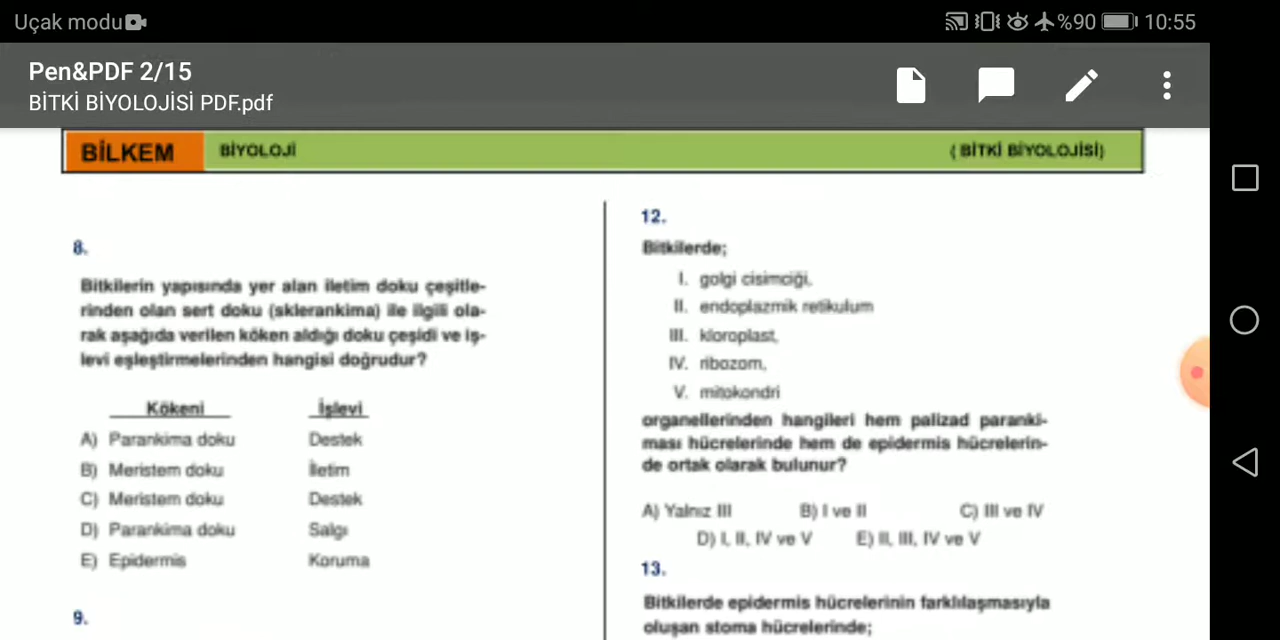 Uçak modu
%90 10:55
Pen&PDF 2/15
BİTKİ BİYOLOJİSİ PDF.pdf
BİLKEM BİYOLOJİ ( BİTKİ BİYOLOJİSİ)
8.
Bitkilerin yapısında yer alan iletim doku çeşitle-
rinden olan sert doku (sklerankima) ile ilgili ola-
rak aşağıda verilen köken aldığı doku çeşidi ve iş-
levi eşleştirmelerinden hangisi doğrudur?
Kökeni İşlevi
A) Parankima doku Destek
B) Meristem doku İletim
C) Meristem doku Destek
D) Parankima doku Salgı
E) Epidermis Koruma
9.
12.
Bitkilerde;
I. golgi cisimciği,
II. endoplazmik retikulum
III. kloroplast,
IV. ribozom,
V. mitokondri
organellerinden hangileri hem palizad paranki-
ması hücrelerinde hem de epidermis hücrelerin-
de ortak olarak bulunur?
A) Yalnız III B) I ve II C) III ve IV
D) I, II, IV ve V E) II, III, IV ve V
13.
Bitkilerde epidermis hücrelerinin farklılaşmasıyla
oluşan stoma hücrelerinde;